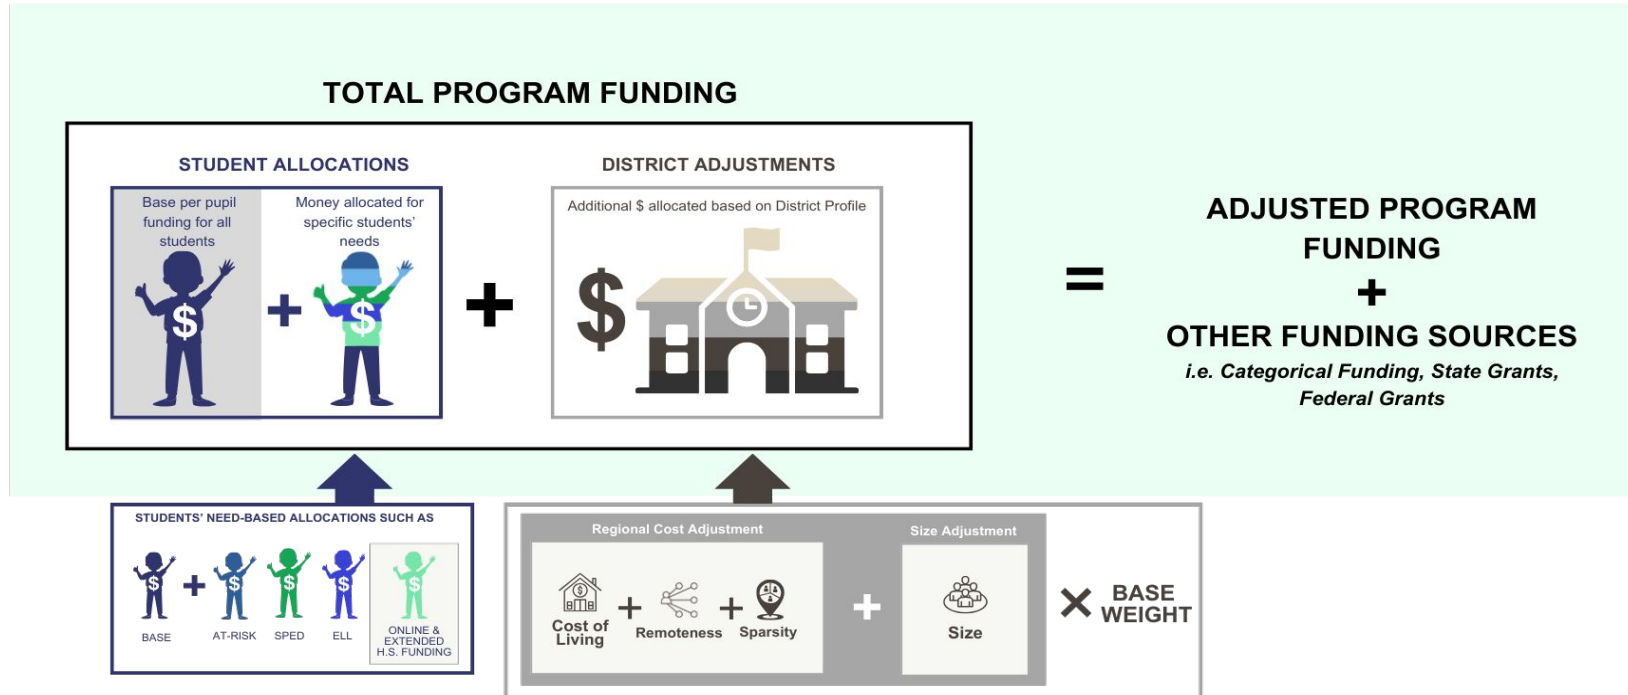 TOTAL PROGRAM FUNDING
STUDENT ALLOCATIONS
Base per pupil
funding for all
students
$
+
Money allocated for
specific students’
needs
$
+
DISTRICT ADJUSTMENTS
Additional $ allocated based on District Profile
$
=
ADJUSTED PROGRAM
FUNDING
+
OTHER FUNDING SOURCES
i.e. Categorical Funding, State Grants,
Federal Grants
STUDENTS’ NEED-BASED ALLOCATIONS SUCH AS
$ + $ $ $ $
BASE
AT-RISK
SPED
ELL
ONLINE &
EXTENDED
H.S. FUNDING
Regional Cost Adjustment
$
Cost of
Living
+
Remoteness
+
Sparsity
+
Size Adjustment
Size
×
BASE
WEIGHT